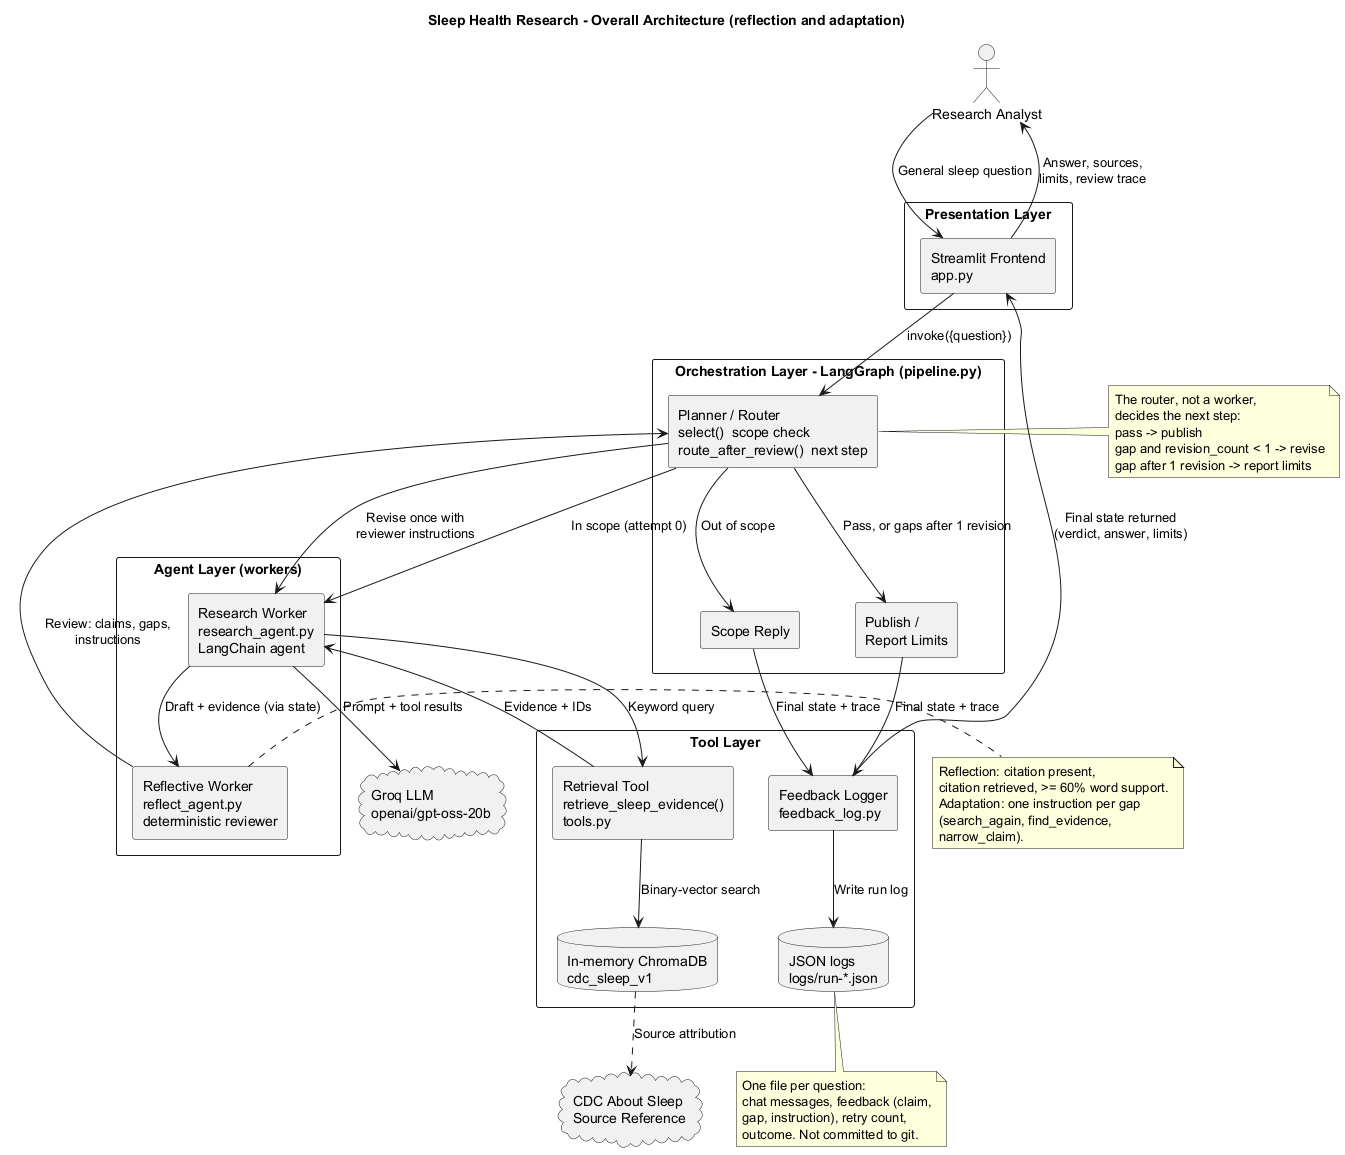 Sleep Health Research - Overall Architecture (reflection and adaptation)
Research Analyst
General sleep question
Answer, sources,
limits, review trace
Presentation Layer
Streamlit Frontend
app.py
invoke({question})
Orchestration Layer - LangGraph (pipeline.py)
Planner / Router
select()  scope check
route_after_review()  next step
The router, not a worker,
decides the next step:
pass -> publish
gap and revision_count < 1 -> revise
gap after 1 revision -> report limits
Revise once with
reviewer instructions
In scope (attempt 0)
Out of scope
Pass, or gaps after 1 revision
Final state returned
(verdict, answer, limits)
Agent Layer (workers)
Research Worker
research_agent.py
LangChain agent
Scope Reply
Publish /
Report Limits
Review: claims, gaps,
instructions
Draft + evidence (via state)
Prompt + tool results
Evidence + IDs
Keyword query
Final state + trace
Final state + trace
Tool Layer
Reflective Worker
reflect_agent.py
deterministic reviewer
Groq LLM
openai/gpt-oss-20b
Retrieval Tool
retrieve_sleep_evidence()
tools.py
Feedback Logger
feedback_log.py
Reflection: citation present,
citation retrieved, >= 60% word support.
Adaptation: one instruction per gap
(search_again, find_evidence,
narrow_claim).
Binary-vector search
Write run log
In-memory ChromaDB
cdc_sleep_v1
JSON logs
logs/run-*.json
Source attribution
CDC About Sleep
Source Reference
One file per question:
chat messages, feedback (claim,
gap, instruction), retry count,
outcome. Not committed to git.